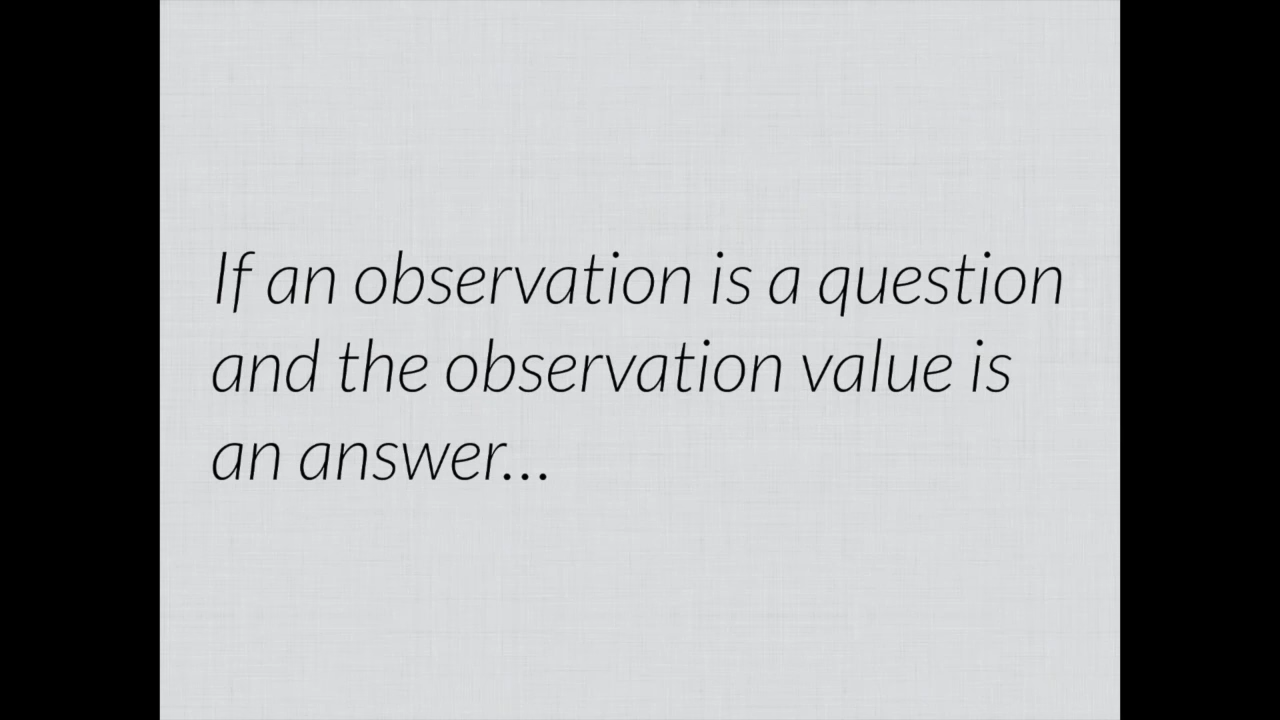 If an observation is a question
and the observation value is
an answer...